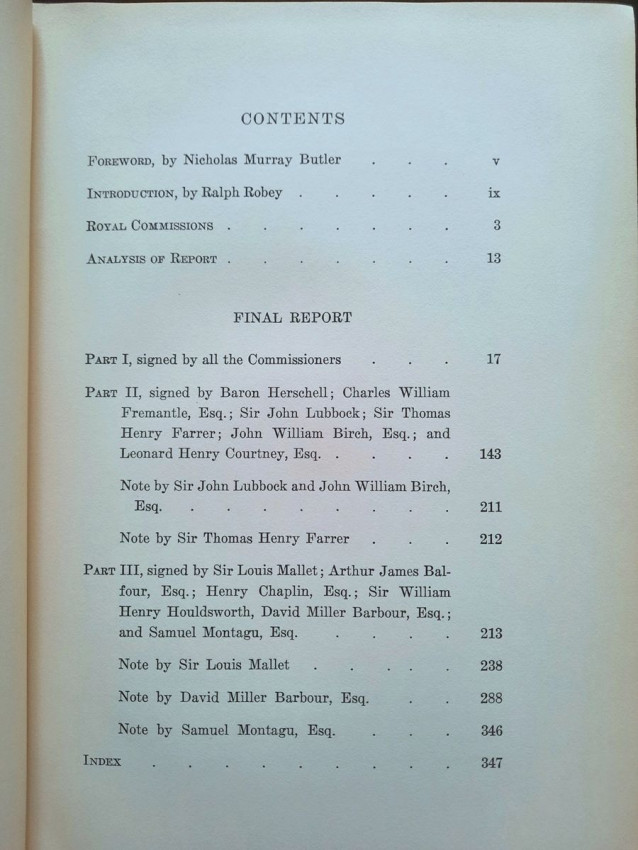 CONTENTS
FOREWORD, by Nicholas Murray Butler . . . v
INTRODUCTION, by Ralph Robey . . . . . ix
ROYAL COMMISSIONS . . . . . . . 3
ANALYSIS OF REPORT . . . . . . . 13
FINAL REPORT
PART I, signed by all the Commissioners . . . 17
PART II, signed by Baron Herschell; Charles William
Fremantle, Esq.; Sir John Lubbock; Sir Thomas
Henry Farrer; John William Birch, Esq.; and
Leonard Henry Courtney, Esq. . . . . 143
Note by Sir John Lubbock and John William Birch,
Esq. . . . . . . . . 211
Note by Sir Thomas Henry Farrer . . . 212
PART III, signed by Sir Louis Mallet; Arthur James Bal-
four, Esq.; Henry Chaplin, Esq.; Sir William
Henry Houldsworth, David Miller Barbour, Esq.;
and Samuel Montagu, Esq. . . . . 213
Note by Sir Louis Mallet . . . . . 238
Note by David Miller Barbour, Esq. . . 288
Note by Samuel Montagu, Esq. . . . 346
INDEX . . . . . . . . . 347